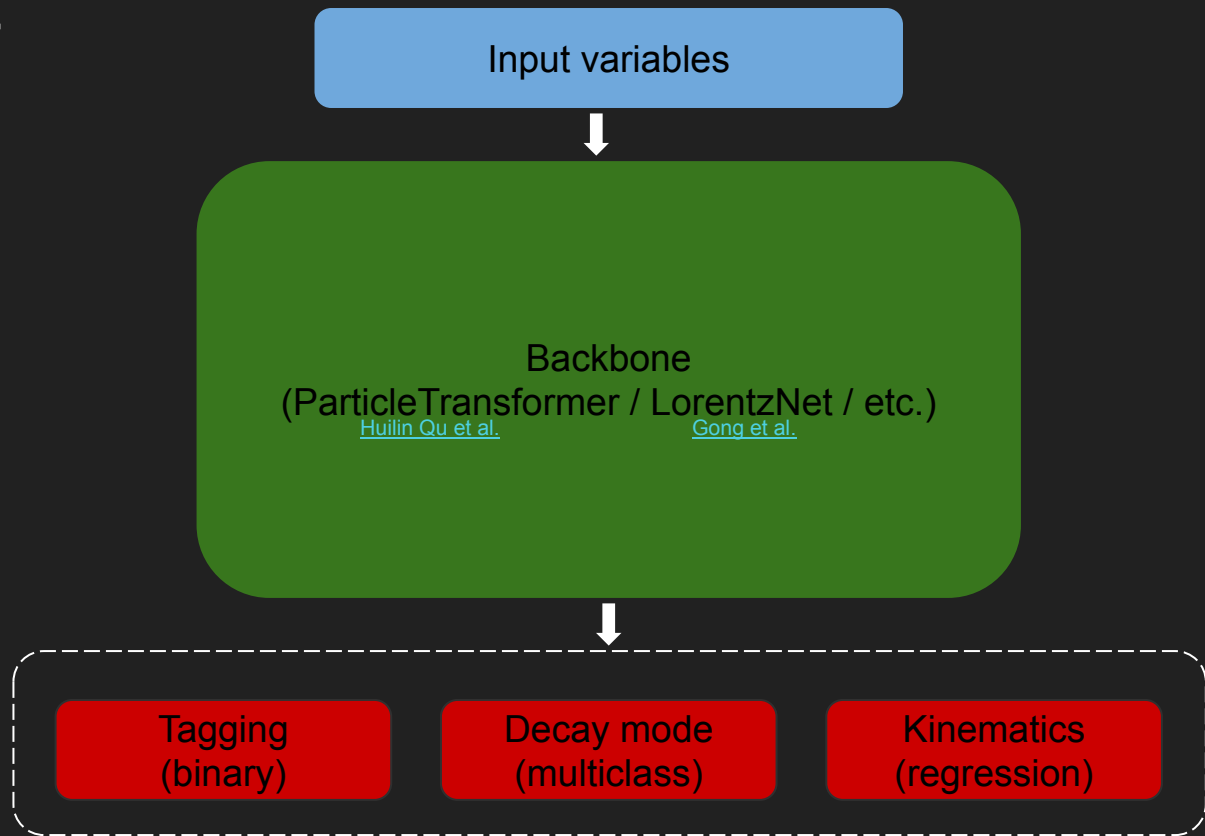 Input variables
Backbone
(ParticleTransformer / LorentzNet / etc.)
Huilin Qu et al. Gong et al.
Tagging
(binary)
Decay mode
(multiclass)
Kinematics
(regression)